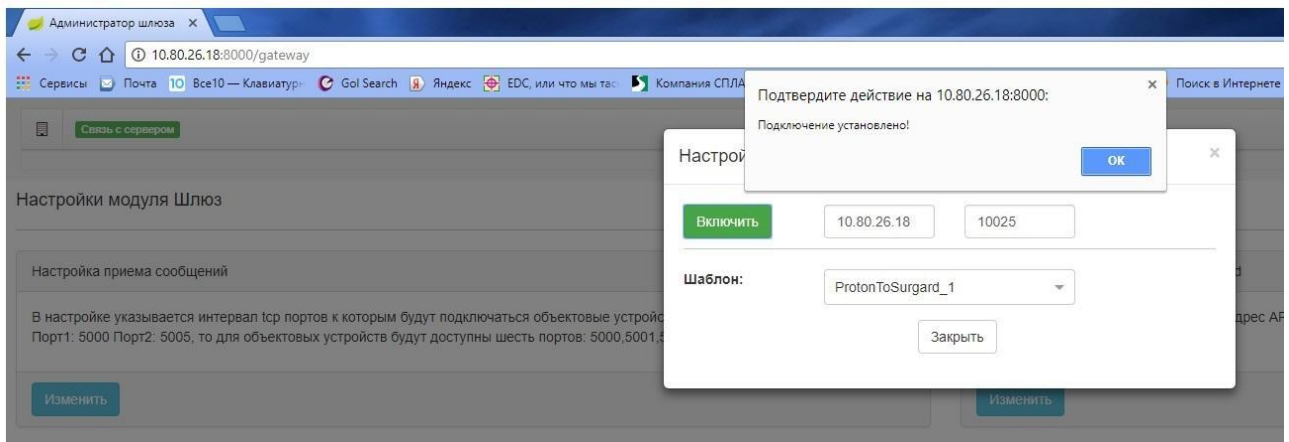 Администратор шлюза
10.80.26.18:8000/gateway
Сервисы Почта 10 Все10 — Клавиатурн Gol Search Я Яндекс EDC, или что мы тас Компания СПЛА Поиск в Интернете
Подтвердите действие на 10.80.26.18:8000:
Подключение установлено!
ОК
Связь с сервером
Настрой
Настройки модуля Шлюз
Включить 10.80.26.18 10025
Настройка приема сообщений
Шаблон: ProtonToSurgard_1
В настройке указывается интервал tcp портов к которым будут подключаться объектовые устройс
Порт1: 5000 Порт2: 5005, то для объектовых устройств будут доступны шесть портов: 5000,5001,5
Закрыть
Изменить
Изменить